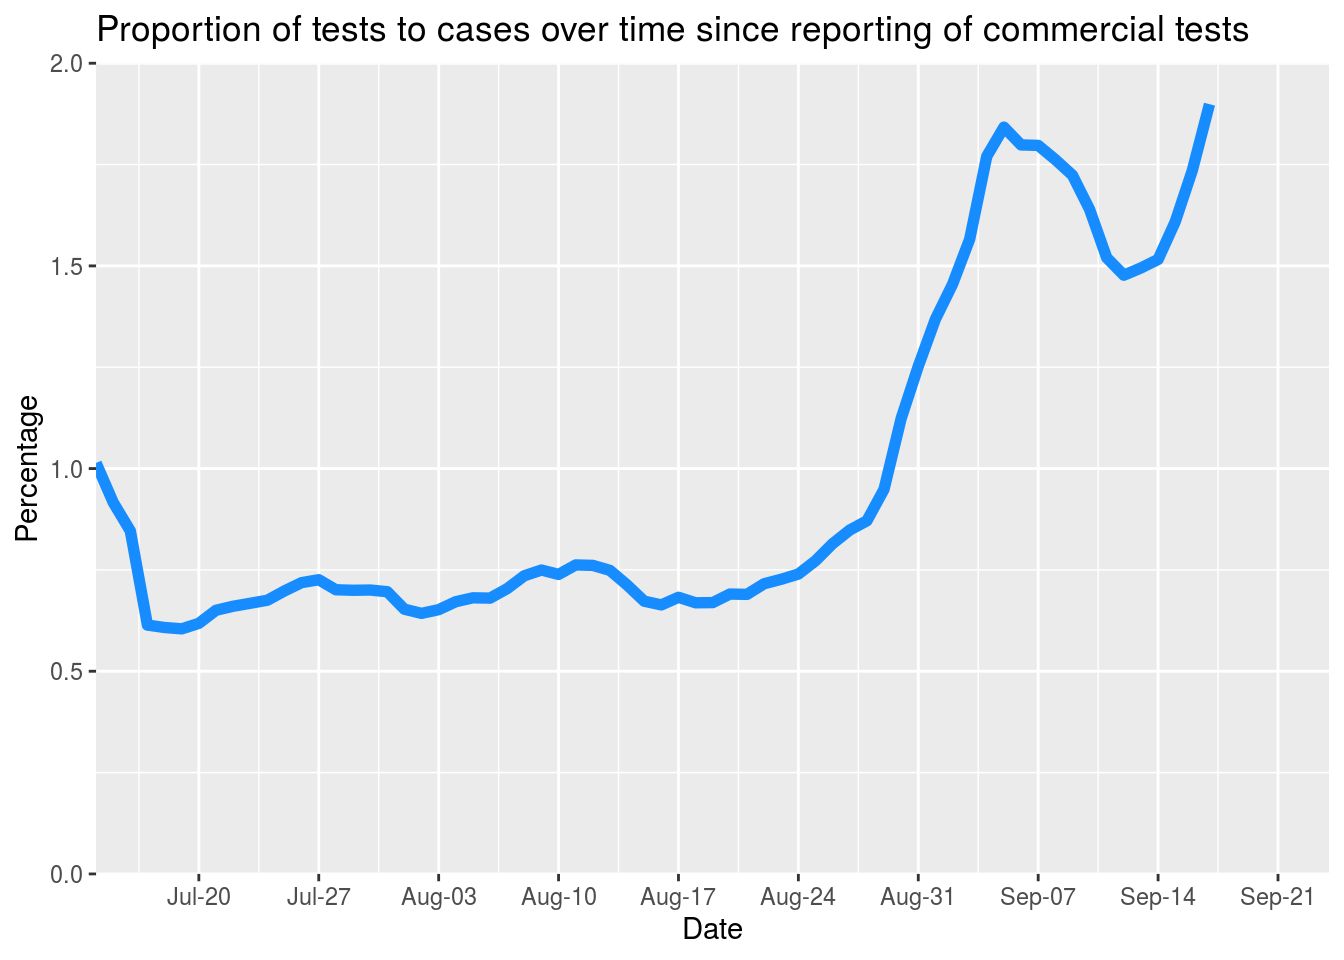 Proportion of tests to cases over time since reporting of commercial tests
Percentage
2.0
1.5
1.0
0.5
0.0
Jul-20 Jul-27 Aug-03 Aug-10 Aug-17 Aug-24 Aug-31 Sep-07 Sep-14 Sep-21
Date